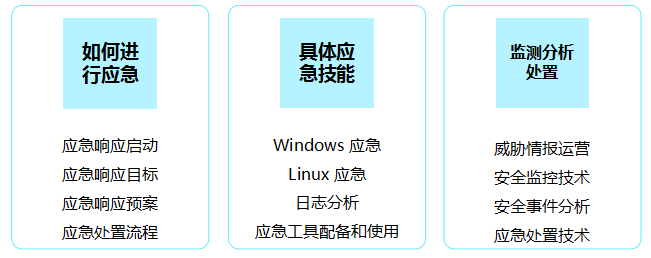 如何进
行应急
应急响应启动
应急响应目标
应急响应预案
应急处置流程
具体应
急技能
Windows 应急
Linux 应急
日志分析
应急工具配备和使用
监测分析
处置
威胁情报运营
安全监控技术
安全事件分析
应急处置技术